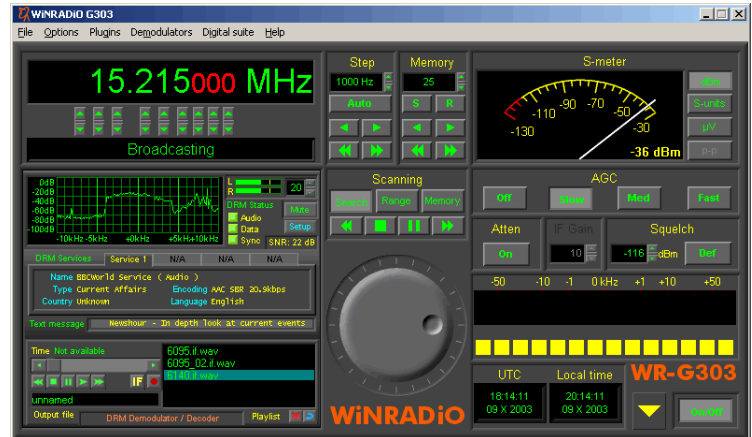 WiNRADiO G303
File Options Plugins Demodulators Digital suite Help
15.215000 MHz
Broadcasting
Step
1000 Hz
Auto
Memory
25
S R
S-meter
-130 -110 -90 -70 -50 -30
-36 dBm
S-units
µV
p-p
0dB
-20dB
-40dB
-60dB
-80dB
-100dB
-10kHz -5kHz +0kHz +5kHz +10kHz
L
R
20
DRM Status
Audio
Data
Sync
Mute
Setup
SNR: 22 dB
DRM Services Service 1 N/A N/A N/A
Name BBCWorld Service ( Audio )
Type Current Affairs Encoding AAC SBR 20.9kbps
Country Unknown Language English
Text message Newshour - In depth look at current events
Time Not available
IF
unnamed
6095.if.wav
6095_02.if.wav
6140.if.wav
Output file DRM Demodulator / Decoder Playlist
Scanning
Search Range Memory
WiNRADiO
AGC
Off Slow Med Fast
Atten
On
IF Gain
10
Squelch
-116 dBm Def
-50 -10 -1 0 kHz +1 +10 +50
UTC
18:14:11
09 X 2003
Local time
20:14:11
09 X 2003
WR-G303
On/Off